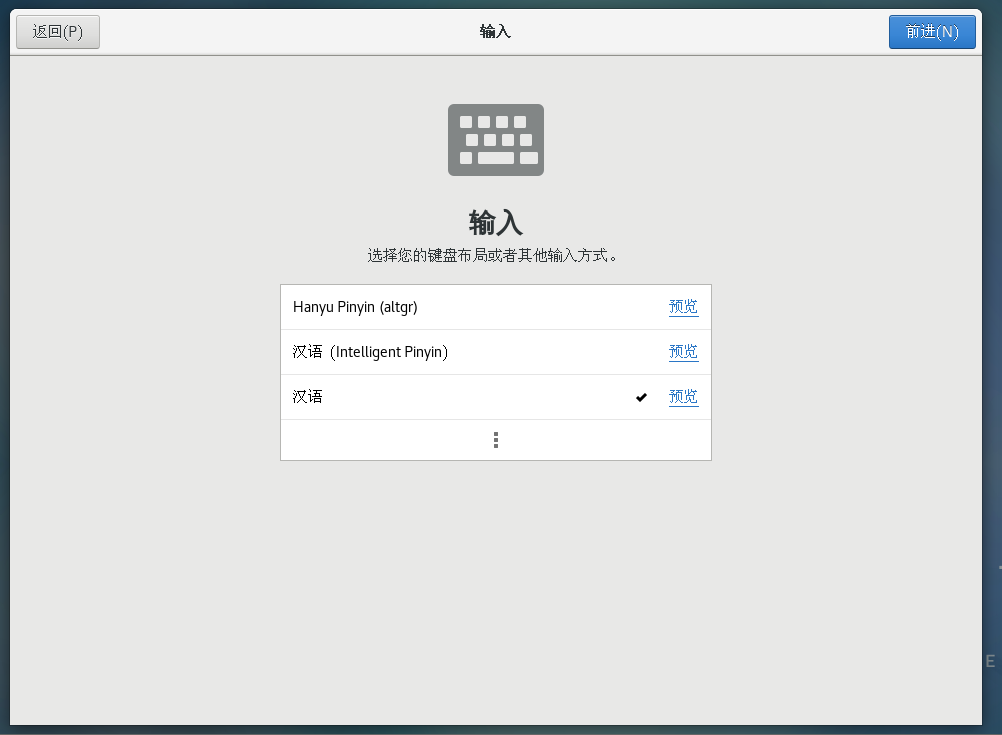 返回(P)
输入
前进(N)
输入
选择您的键盘布局或者其他输入方式。
Hanyu Pinyin (altgr)
预览
汉语 (Intelligent Pinyin)
预览
汉语
预览
E